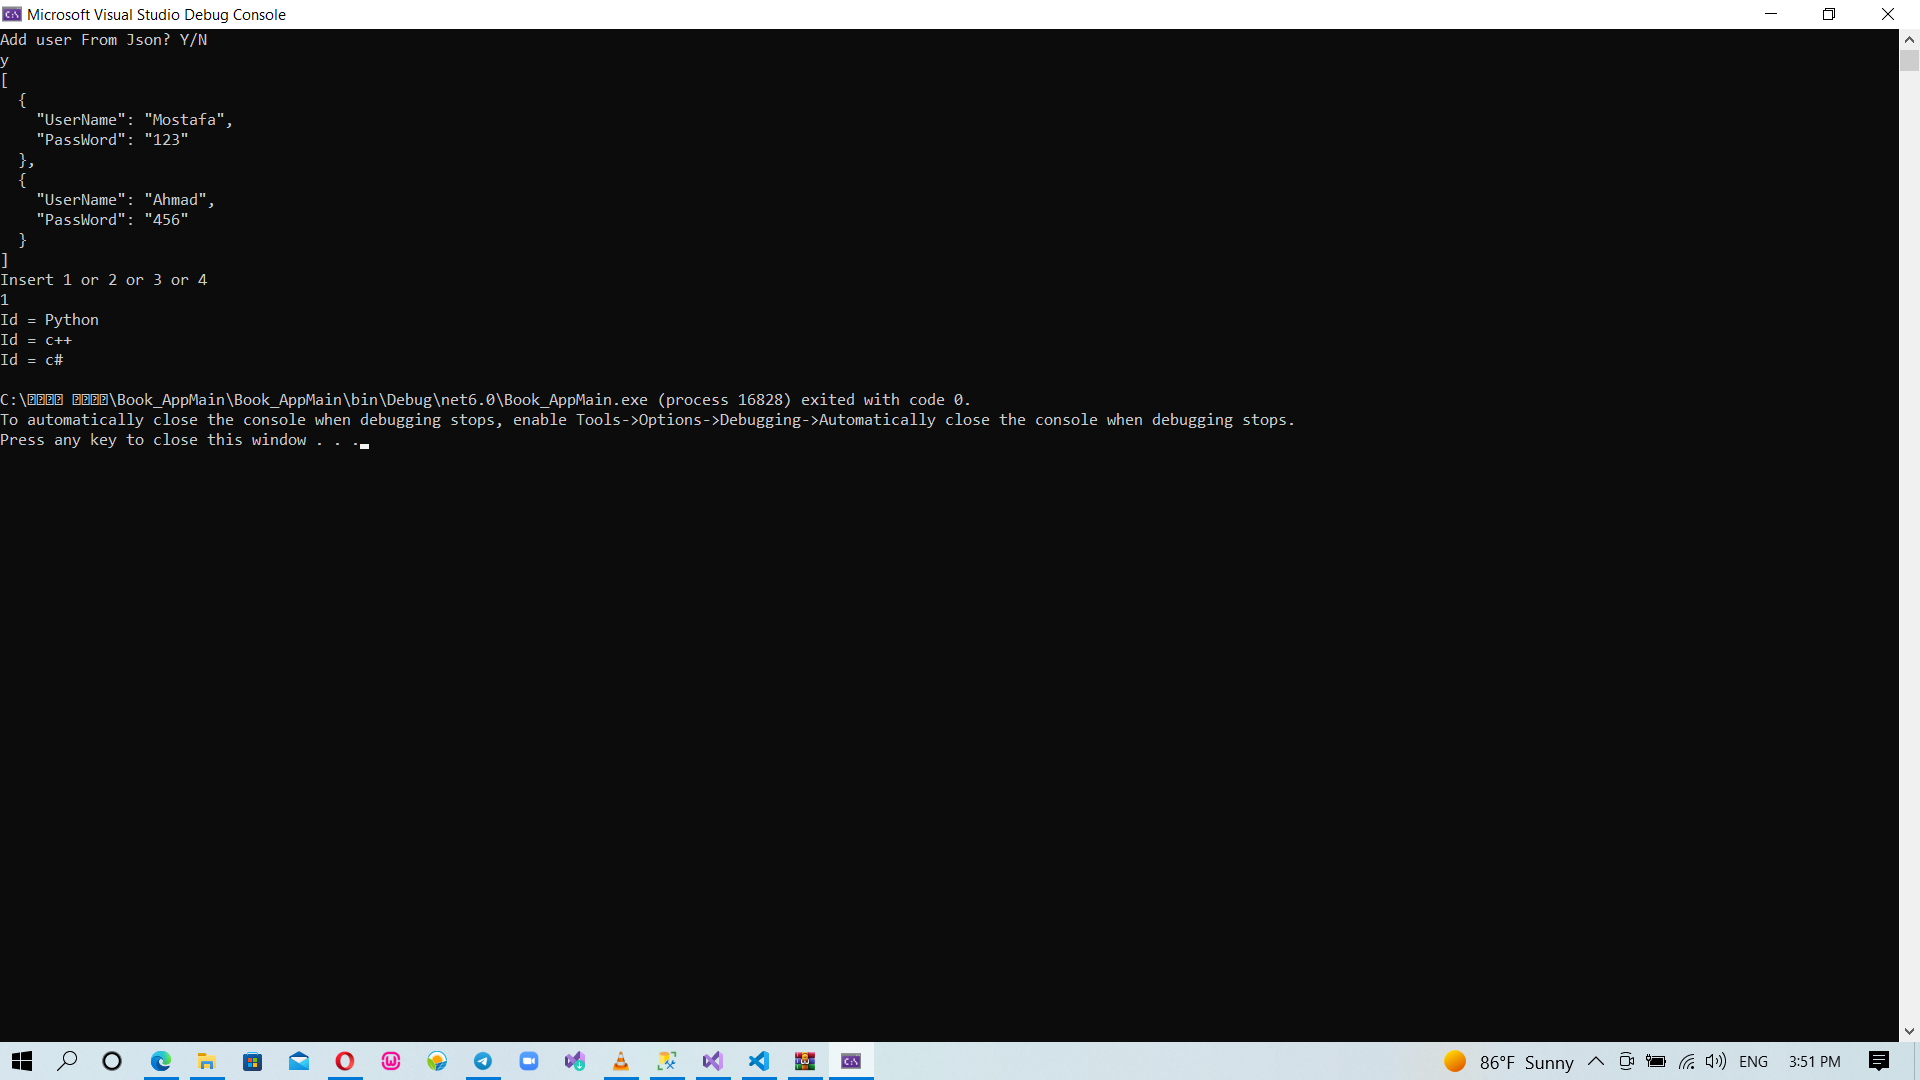 Microsoft Visual Studio Debug Console
Add user From Json? Y/N
y
[
  {
    "UserName": "Mostafa",
    "PassWord": "123"
  },
  {
    "UserName": "Ahmad",
    "PassWord": "456"
  }
]
Insert 1 or 2 or 3 or 4
1
Id = Python
Id = c++
Id = c#
C:\⍰⍰⍰⍰ ⍰⍰⍰⍰\Book_AppMain\Book_AppMain\bin\Debug\net6.0\Book_AppMain.exe (process 16828) exited with code 0.
To automatically close the console when debugging stops, enable Tools->Options->Debugging->Automatically close the console when debugging stops.
Press any key to close this window . . .
86°F Sunny ENG 3:51 PM